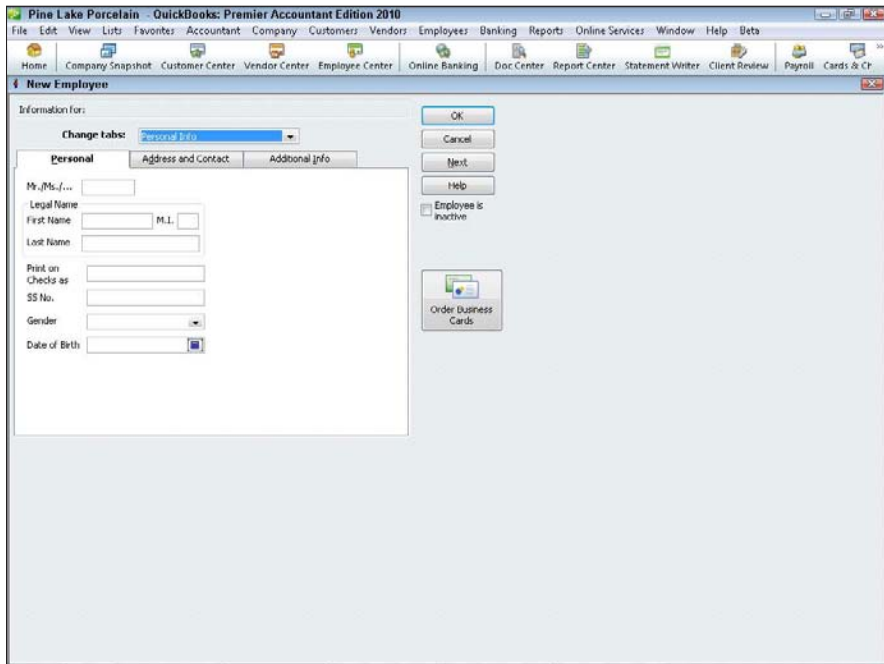 Pine Lake Porcelain - QuickBooks: Premier Accountant Edition 2010
File Edit View Lists Favorites Accountant Company Customers Vendors Employees Banking Reports Online Services Window Help Beta
Home Company Snapshot Customer Center Vendor Center Employee Center Online Banking Doc Center Report Center Statement Writer Client Review Payroll Cards & Ch
New Employee
Information for:
Change tabs: Personal Info
Personal Address and Contact Additional Info
Mr./Ms./...
Legal Name
First Name M.I.
Last Name
Print on
Checks as
SS No.
Gender
Date of Birth
OK
Cancel
Next
Help
Employee is
inactive
Order Business
Cards